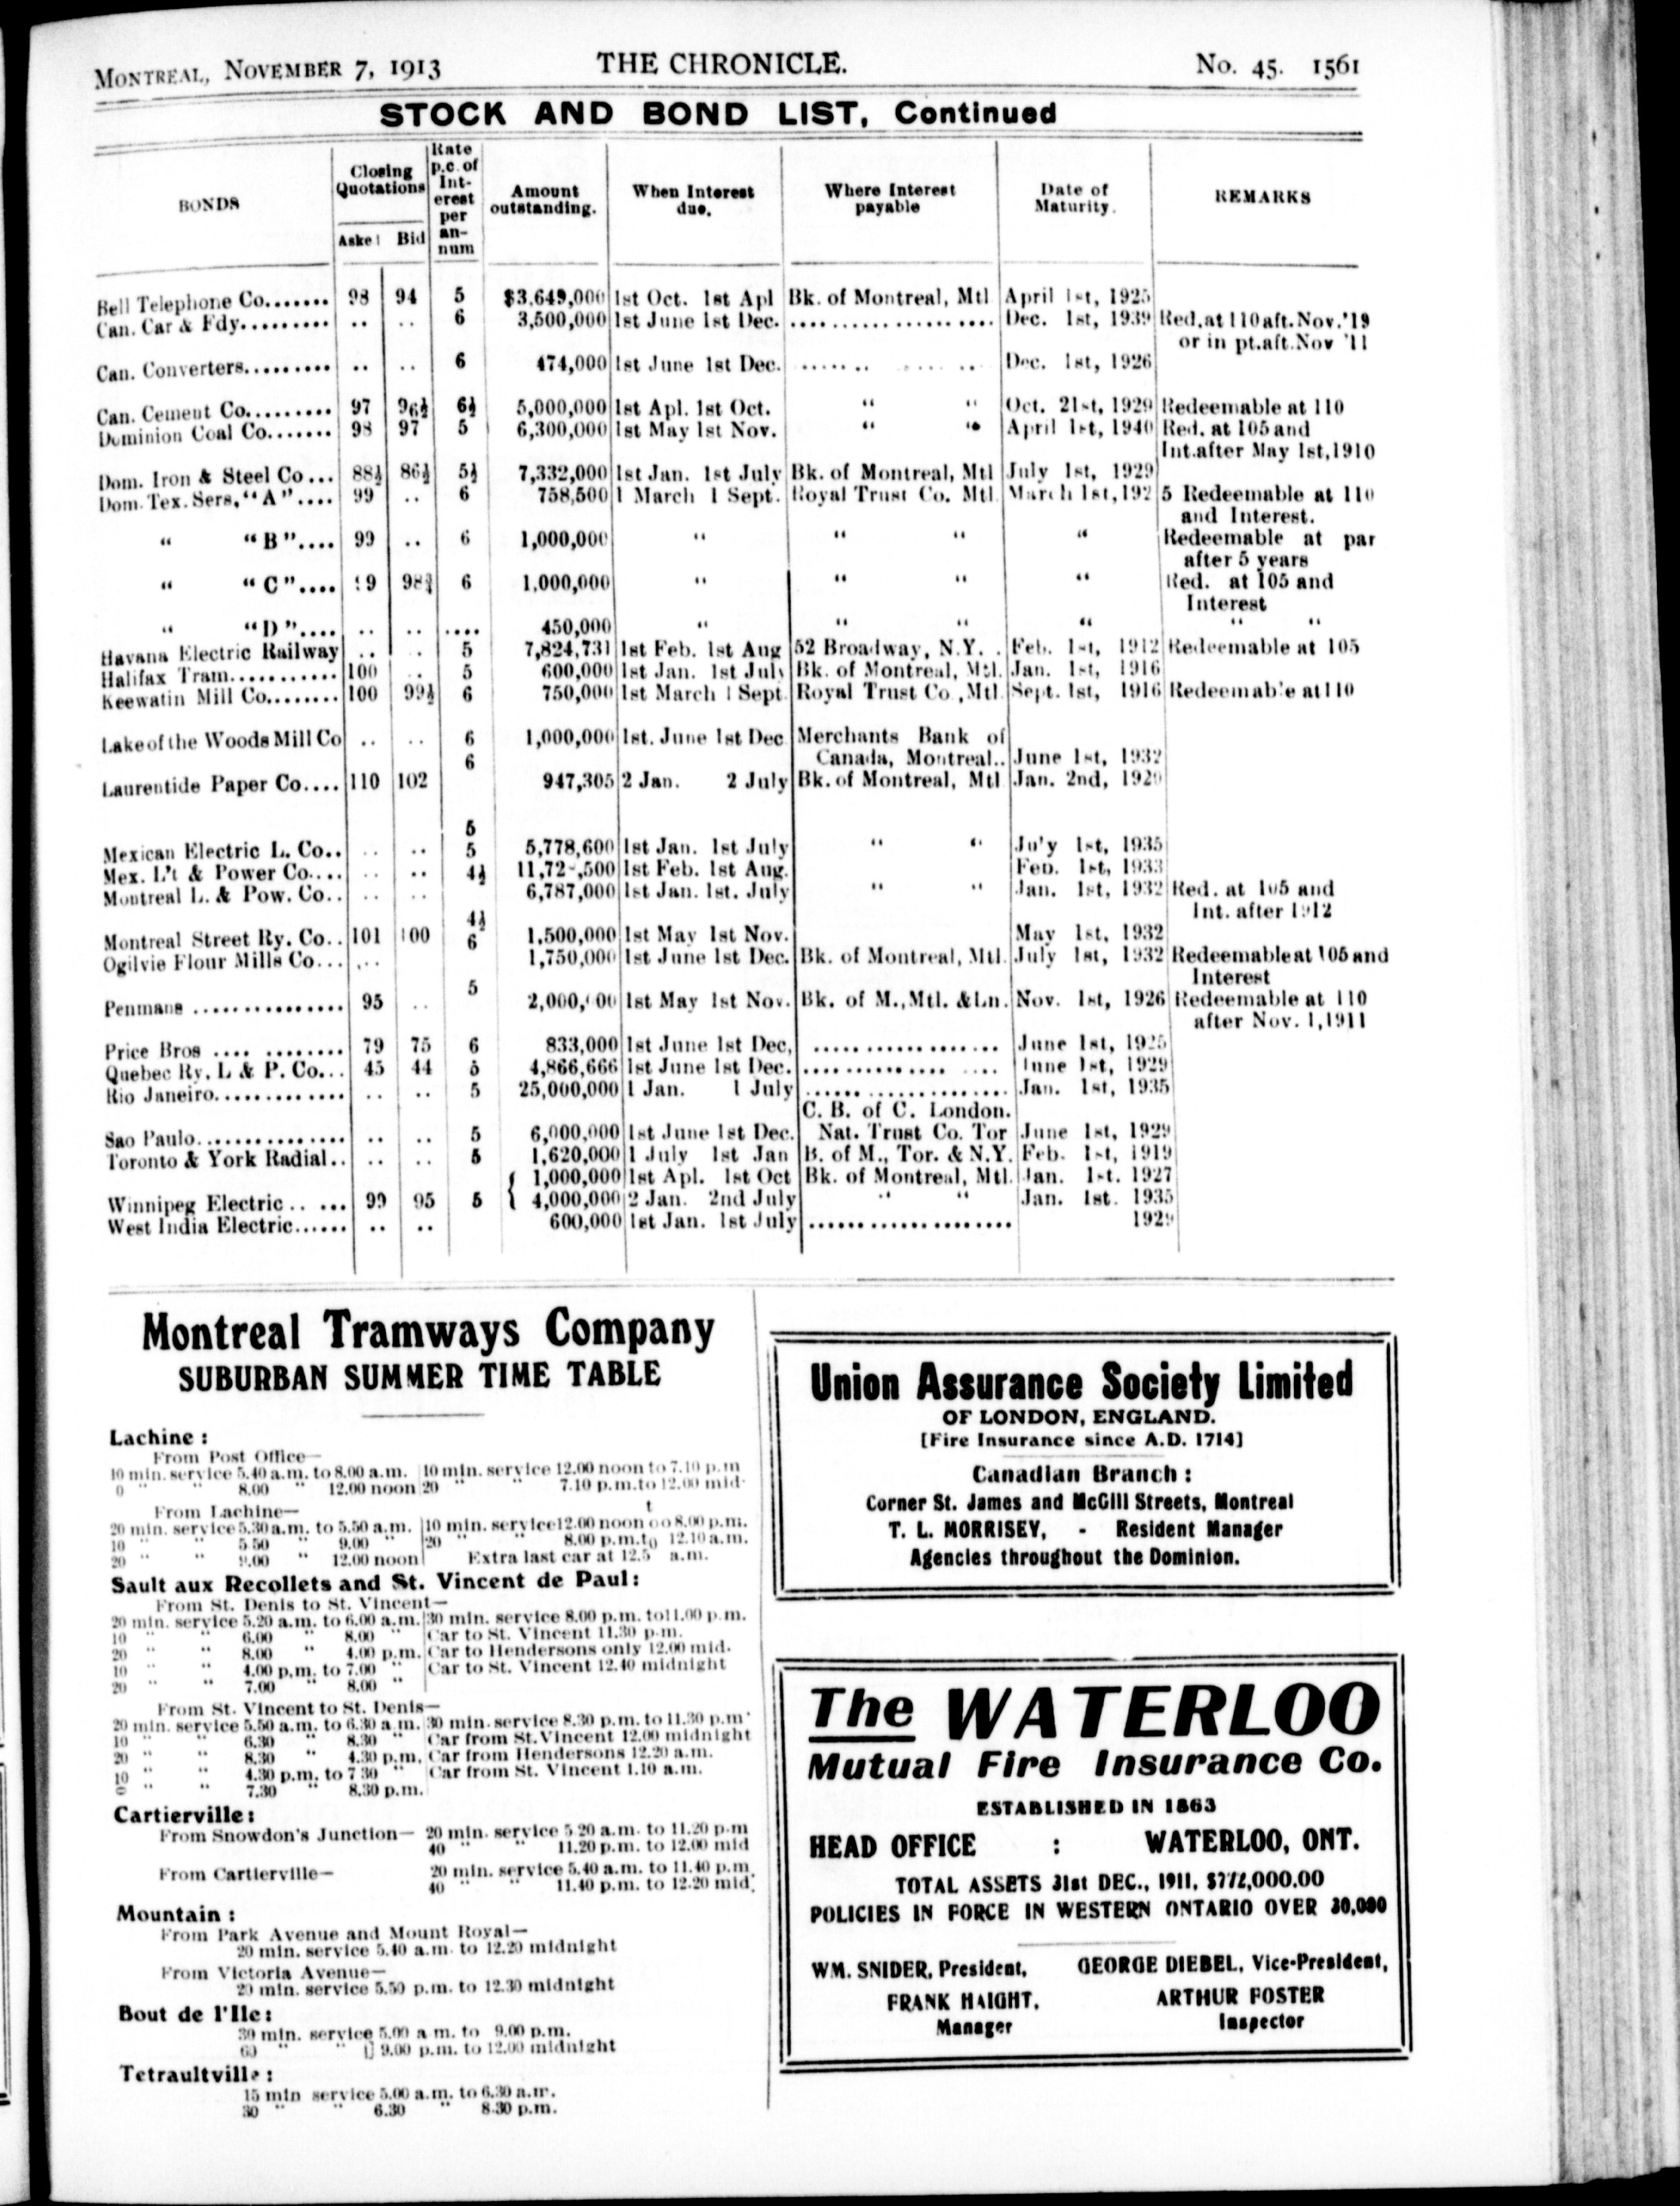 MONTREAL, NOVEMBER 7, 1913 THE CHRONICLE. No. 45. 1561
STOCK AND BOND LIST, Continued
BONDS Closing Quotations Rate p.c. of Int- erest per an- num Amount outstanding. When Interest due. Where Interest payable Date of Maturity. REMARKS
Asked Bid
Bell Telephone Co....... 98 94 5 $3,649,000 1st Oct. 1st Apl Bk. of Montreal, Mtl April 1st, 1925
Can. Car & Fdy......... .. .. 6 3,500,000 1st June 1st Dec. .................... Dec. 1st, 1939 Red. at 110 aft. Nov. '19
or in pt. aft. Nov '11
Can. Converters......... .. .. 6 474,000 1st June 1st Dec. ....... .... .. Dec. 1st, 1926
Can. Cement Co......... 97 96½ 6½ 5,000,000 1st Apl. 1st Oct. “ “ Oct. 21st, 1929 Redeemable at 110
Dominion Coal Co....... 98 97 5 6,300,000 1st May 1st Nov. “ “ April 1st, 1940 Red. at 105 and
Int. after May 1st, 1910
Dom. Iron & Steel Co... 88½ 86½ 5½ 7,332,000 1st Jan. 1st July Bk. of Montreal, Mtl July 1st, 1929
Dom. Tex. Sers, “A”.... 99 .. 6 758,500 1 March 1 Sept. Royal Trust Co. Mtl March 1st, 192 5 Redeemable at 110
and Interest.
“ “B”.... 99 .. 6 1,000,000 “ “ “ “ Redeemable at par
after 5 years
“ “C”.... 99 98¾ 6 1,000,000 “ “ “ “ Red. at 105 and
Interest
“ “D”.... .. .. .... 450,000 “ “ “ “ “ “
Havana Electric Railway .. . 5 7,824,731 1st Feb. 1st Aug 52 Broadway, N.Y. . Feb. 1st, 1912 Redeemable at 105
Halifax Tram........... 100 .. 5 600,000 1st Jan. 1st July Bk. of Montreal, Mtl. Jan. 1st, 1916
Keewatin Mill Co........ 100 99½ 6 750,000 1st March 1 Sept. Royal Trust Co., Mtl. Sept. 1st, 1916 Redeemable at 110
Lake of the Woods Mill Co .. .. 6 1,000,000 1st. June 1st Dec Merchants Bank of
6 Canada, Montreal.. June 1st, 1932
Laurentide Paper Co.... 110 102 947,305 2 Jan. 2 July Bk. of Montreal, Mtl Jan. 2nd, 1920
5
Mexican Electric L. Co.. .. .. 5 5,778,600 1st Jan. 1st July “ “ July 1st, 1935
Mex. L't & Power Co.... .. .. 4½ 11,72 ,500 1st Feb. 1st Aug. Feb. 1st, 1933
Montreal L. & Pow. Co.. .. .. 6,787,000 1st Jan. 1st. July “ “ Jan. 1st, 1932 Red. at 105 and
4½ Int. after 1912
Montreal Street Ry. Co.. 101 100 6 1,500,000 1st May 1st Nov. May 1st, 1932
Ogilvie Flour Mills Co... ... 1,750,000 1st June 1st Dec. Bk. of Montreal, Mtl. July 1st, 1932 Redeemable at 105 and
5 Interest
Penmans ............... 95 .. 2,000,000 1st May 1st Nov. Bk. of M., Mtl. & Ln. Nov. 1st, 1926 Redeemable at 110
after Nov. 1, 1911
Price Bros .... ........ 79 75 6 833,000 1st June 1st Dec, .................. June 1st, 1925
Quebec Ry. L & P. Co... 45 44 5 4,866,666 1st June 1st Dec. .............. .... June 1st, 1929
Rio Janeiro............. .. .. 5 25,000,000 1 Jan. 1 July .................... Jan. 1st, 1935
C. B. of C. London.
Sao Paulo............... .. .. 5 6,000,000 1st June 1st Dec. Nat. Trust Co. Tor June 1st, 1929
Toronto & York Radial.. .. .. 5 1,620,000 1 July 1st Jan B. of M., Tor. & N.Y. Feb. 1st, 1919
{ 1,000,000 1st Apl. 1st Oct Bk. of Montreal, Mtl. Jan. 1st. 1927
Winnipeg Electric .. ... 99 95 5 4,000,000 2 Jan. 2nd July “ “ Jan. 1st. 1935
West India Electric...... .. .. 600,000 1st Jan. 1st July .................... 1929
Montreal Tramways Company
SUBURBAN SUMMER TIME TABLE
Lachine :
From Post Office—
10 min. service 5.40 a.m. to 8.00 a.m. 10 min. service 12.00 noon to 7.10 p.m
0 “ “ 8.00 “ 12.00 noon 20 “ “ 7.10 p.m. to 12.00 mid·
From Lachine— t
20 min. service 5.30 a.m. to 5.50 a.m. 10 min. service 12.00 noon oo 8.00 p.m.
10 “ “ 5.50 “ 9.00 “ 20 “ “ 8.00 p.m. to 12.10 a.m.
20 “ “ 9.00 “ 12.00 noon Extra last car at 12.5 a.m.
Sault aux Recollets and St. Vincent de Paul:
From St. Denis to St. Vincent—
20 min. service 5.20 a.m. to 6.00 a.m. 30 min. service 8.00 p.m. to 11.00 p.m.
10 “ “ 6.00 “ 8.00 “ Car to St. Vincent 11.30 p.m.
20 “ “ 8.00 “ 4.00 p.m. Car to Hendersons only 12.00 mid.
10 “ “ 4.00 p.m. to 7.00 “ Car to St. Vincent 12.40 midnight
20 “ “ 7.00 “ 8.00 “
From St. Vincent to St. Denis—
20 min. service 5.50 a.m. to 6.30 a.m. 30 min. service 8.30 p.m. to 11.30 p.m·
10 “ “ 6.30 “ 8.30 “ Car from St. Vincent 12.00 midnight
20 “ “ 8.30 “ 4.30 p.m. Car from Hendersons 12.20 a.m.
10 “ “ 4.30 p.m. to 7 30 “ Car from St. Vincent 1.10 a.m.
“ “ 7.30 “ 8.30 p.m.
Cartierville:
From Snowdon's Junction— 20 min. service 5 20 a.m. to 11.20 p.m
40 “ “ 11.20 p.m. to 12.00 mid
From Cartierville— 20 min. service 5.40 a.m. to 11.40 p.m.
40 “ “ 11.40 p.m. to 12.20 mid.
Mountain :
From Park Avenue and Mount Royal—
20 min. service 5.40 a.m. to 12.20 midnight
From Victoria Avenue—
20 min. service 5.50 p.m. to 12.30 midnight
Bout de l'Ile:
30 min. service 5.00 a m. to 9.00 p.m.
60 “ “ 9.00 p.m. to 12.00 midnight
Tetraultville :
15 min service 5.00 a.m. to 6.30 a.m.
30 “ “ 6.30 “ 8.30 p.m.
Union Assurance Society Limited
OF LONDON, ENGLAND.
[Fire Insurance since A.D. 1714]
Canadian Branch :
Corner St. James and McGill Streets, Montreal
T. L. MORRISEY, - Resident Manager
Agencies throughout the Dominion.
The WATERLOO
Mutual Fire Insurance Co.
ESTABLISHED IN 1863
HEAD OFFICE : WATERLOO, ONT.
TOTAL ASSETS 31st DEC., 1911, $772,000.00
POLICIES IN FORCE IN WESTERN ONTARIO OVER 30,000
WM. SNIDER, President, GEORGE DIEBEL, Vice-President,
FRANK HAIGHT, ARTHUR FOSTER
Manager Inspector